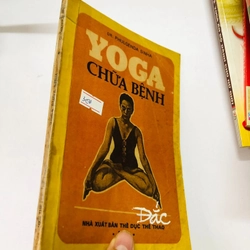 YOGA
CHỮA BỆNH
Đắc
NHÀ XUẤT BẢN THỂ DỤC THỂ THAO